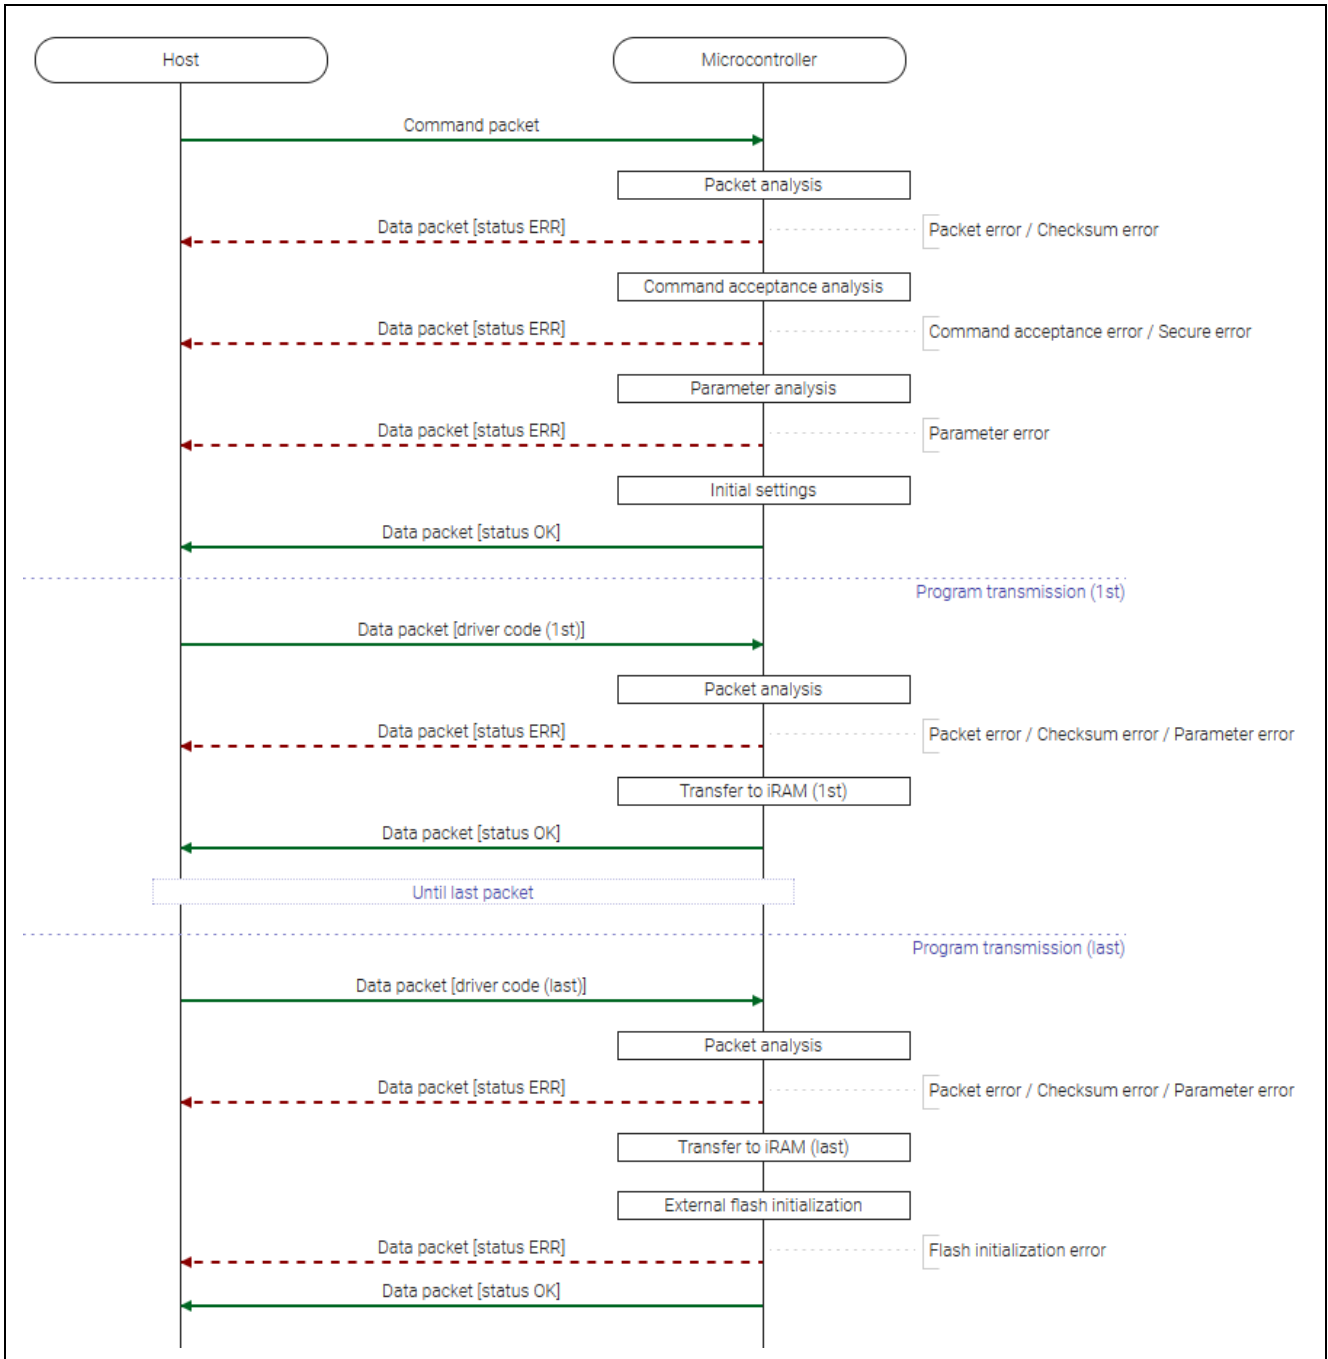 Host
Microcontroller
Command packet
Packet analysis
Data packet [status ERR]
Packet error / Checksum error
Command acceptance analysis
Data packet [status ERR]
Command acceptance error / Secure error
Parameter analysis
Data packet [status ERR]
Parameter error
Initial settings
Data packet [status OK]
Program transmission (1st)
Data packet [driver code (1st)]
Packet analysis
Data packet [status ERR]
Packet error / Checksum error / Parameter error
Transfer to iRAM (1st)
Data packet [status OK]
Until last packet
Program transmission (last)
Data packet [driver code (last)]
Packet analysis
Data packet [status ERR]
Packet error / Checksum error / Parameter error
Transfer to iRAM (last)
External flash initialization
Data packet [status ERR]
Flash initialization error
Data packet [status OK]